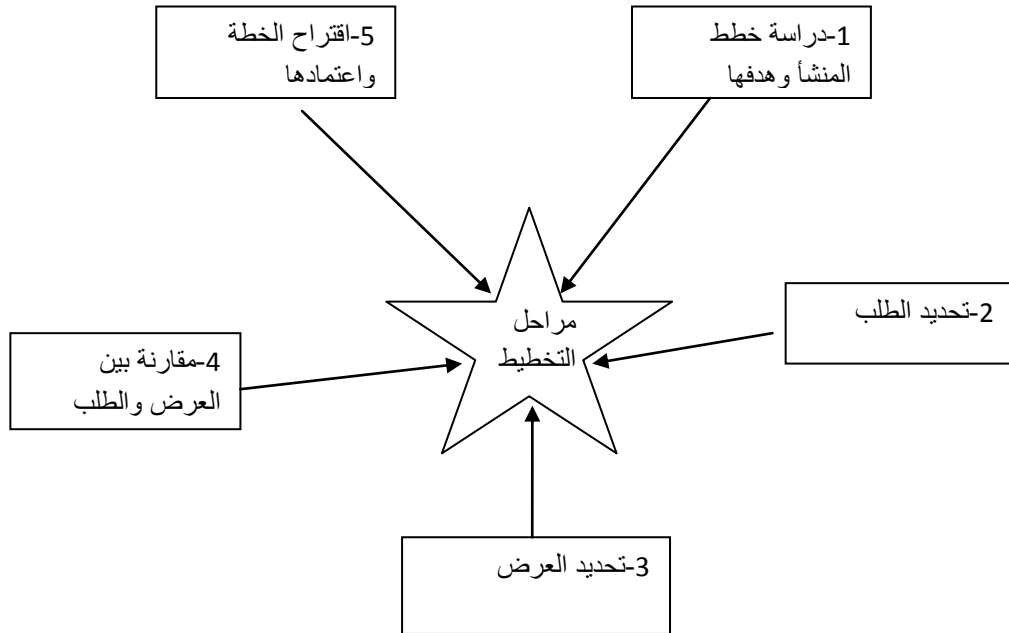 1-دراسة خطط
المنشأ وهدفها
2-تحديد الطلب
3-تحديد العرض
4-مقارنة بين
العرض والطلب
5-اقتراح الخطة
واعتمادها
مراحل
التخطيط